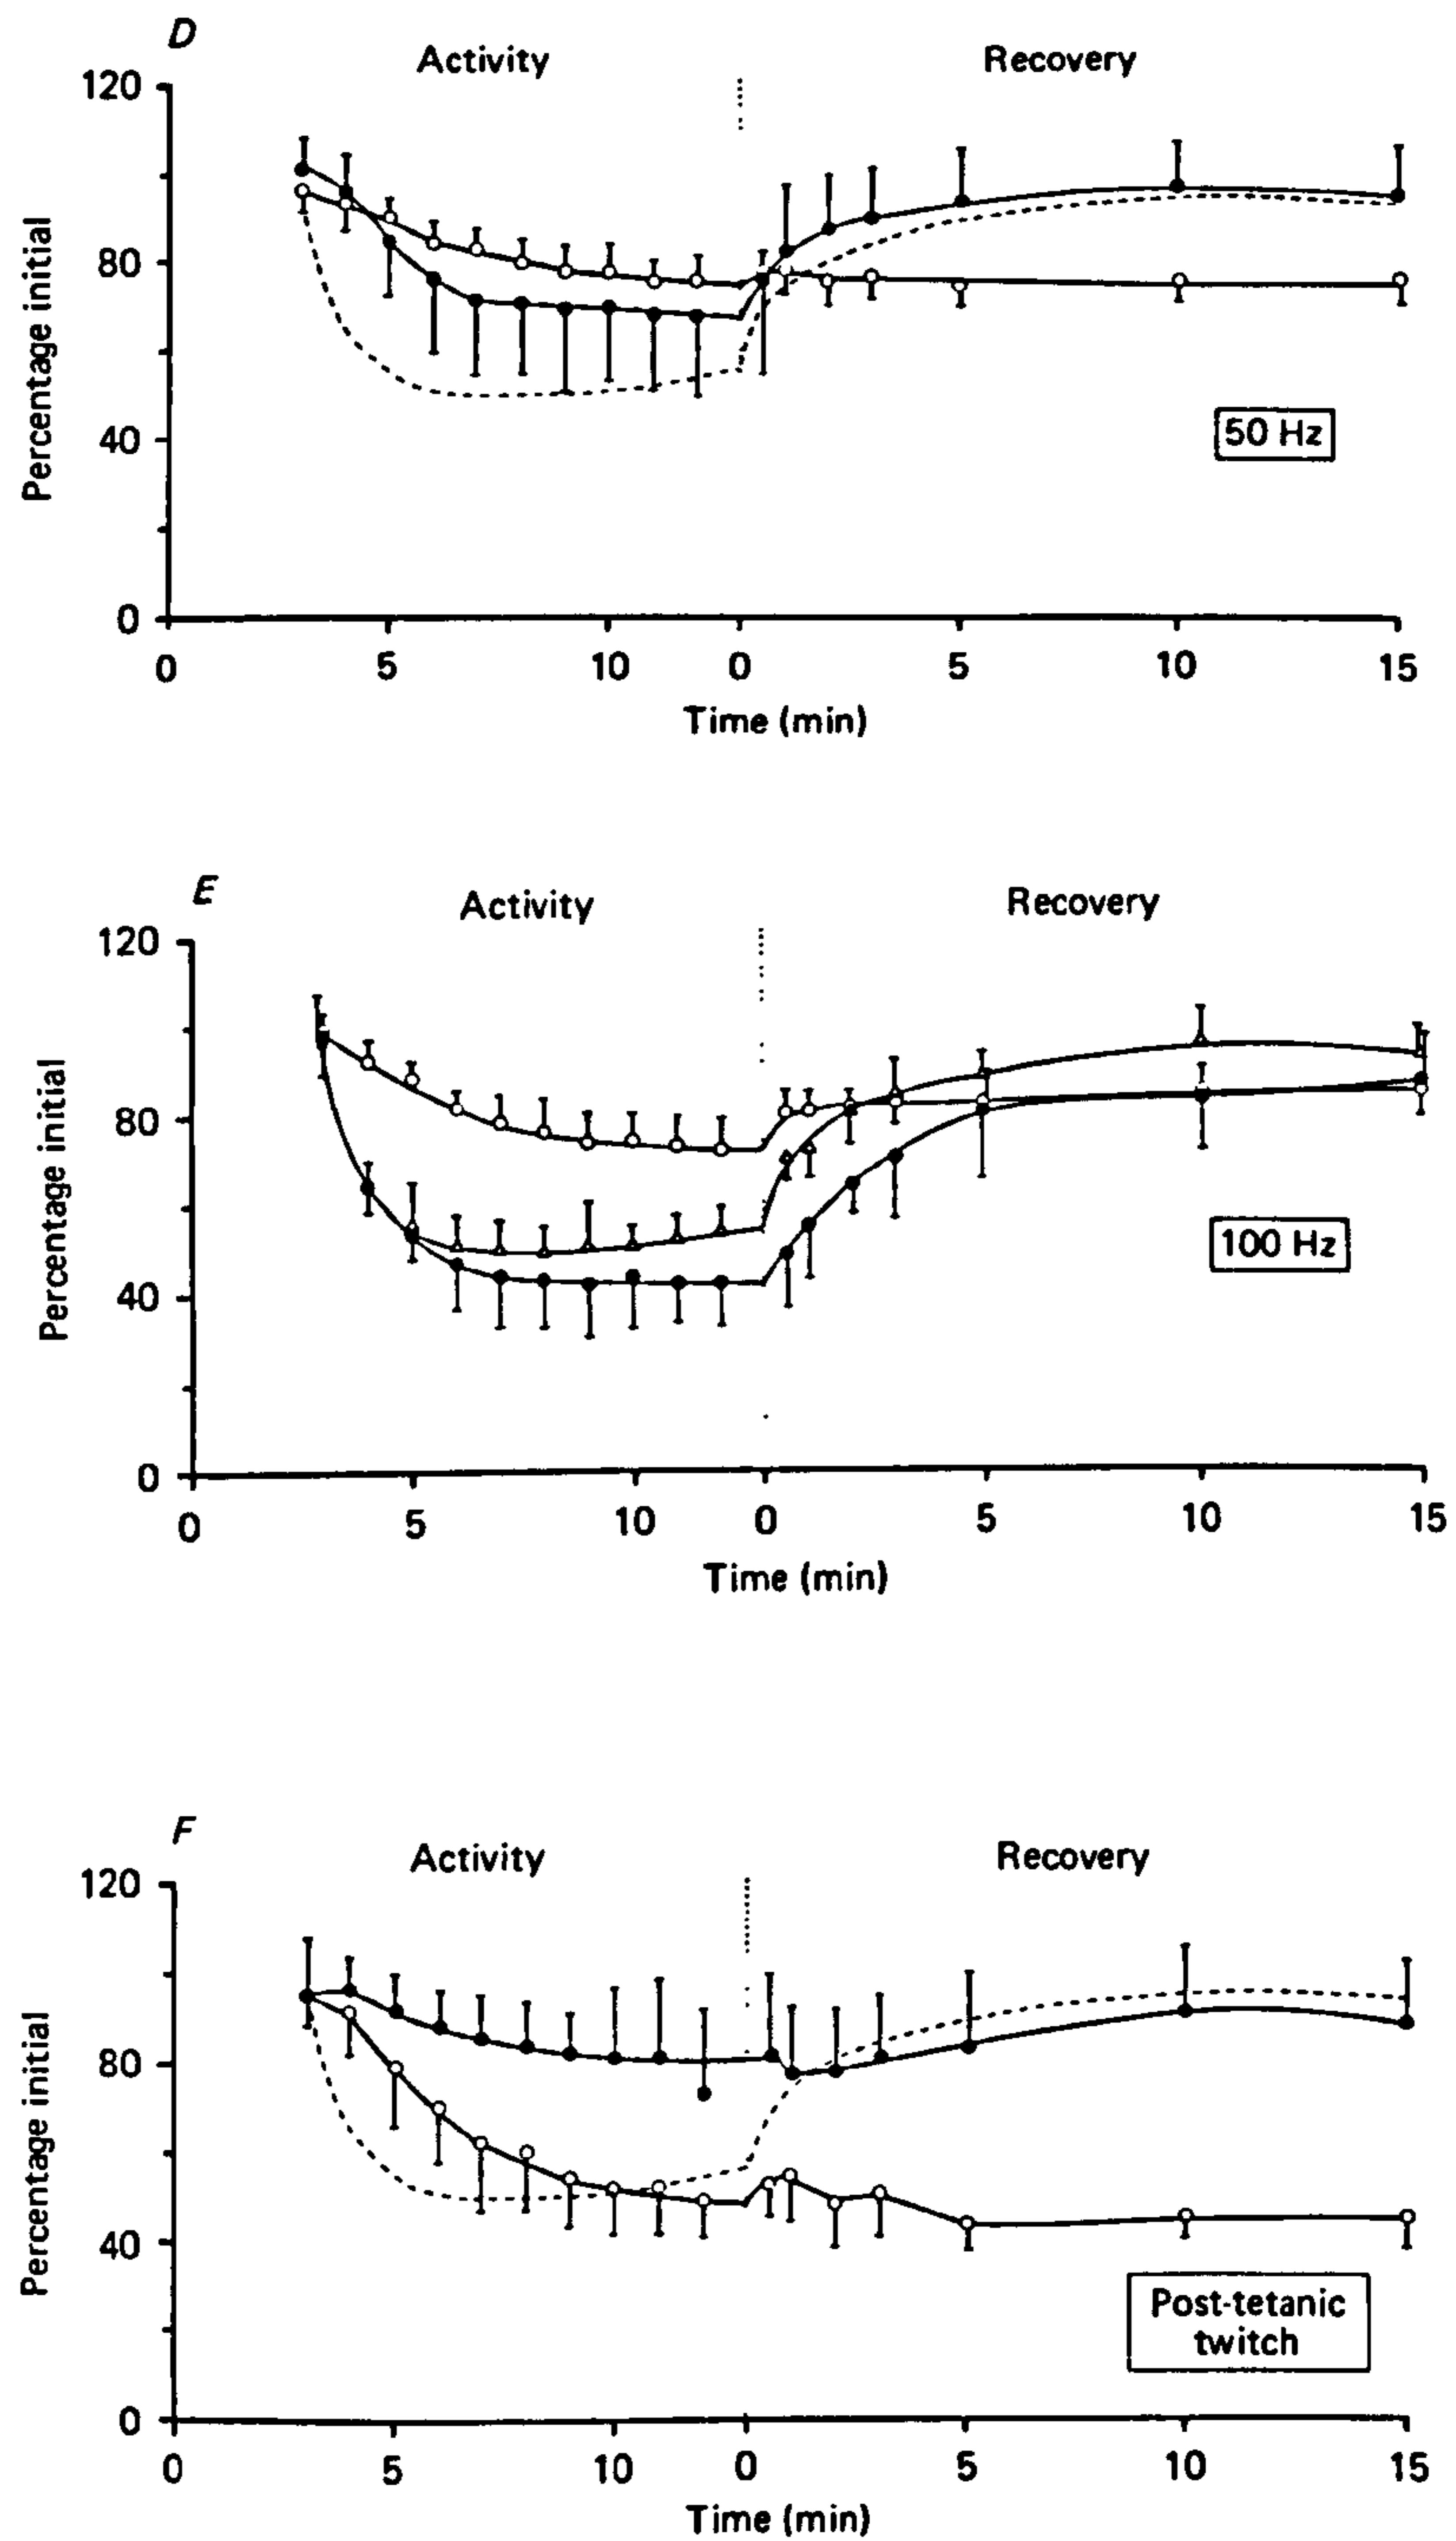 D
Activity
Recovery
120
80
40
0
Percentage initial
50 Hz
0
5
10
0
5
10
15
Time (min)
E
Activity
Recovery
120
80
40
0
Percentage initial
100 Hz
0
5
10
0
5
10
15
Time (min)
F
Activity
Recovery
120
80
40
0
Percentage initial
Post-tetanic
twitch
0
5
10
0
5
10
15
Time (min)